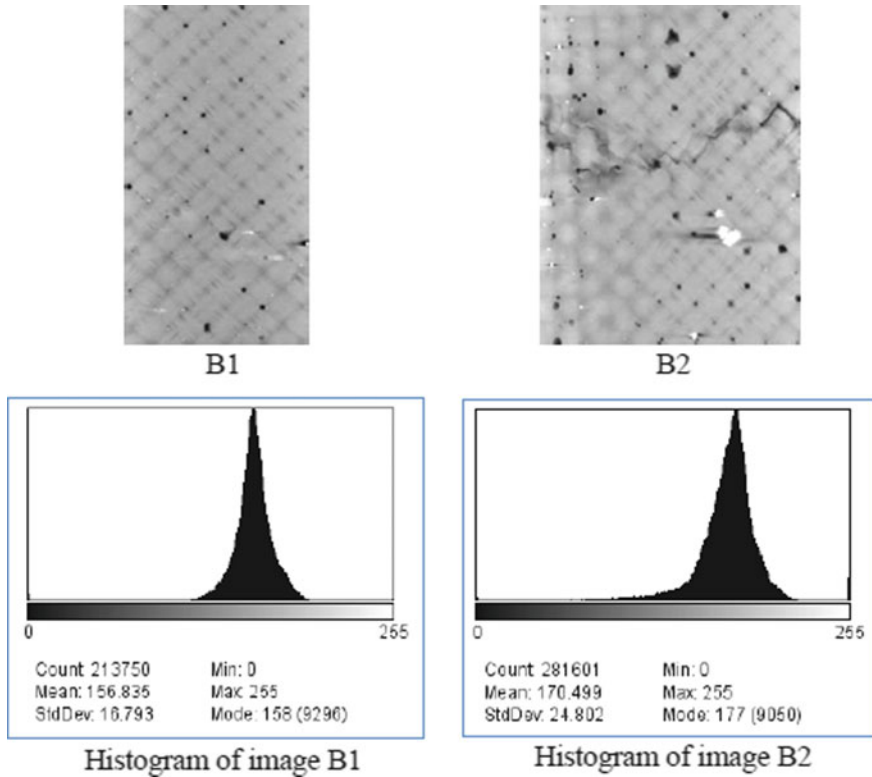 B1
B2
0 255
Count: 213750 Min: 0
Mean: 156.835 Max: 255
StdDev: 16.793 Mode: 158 (9296)
0 255
Count: 281601 Min: 0
Mean: 170.499 Max: 255
StdDev: 24.802 Mode: 177 (9050)
Histogram of image B1
Histogram of image B2